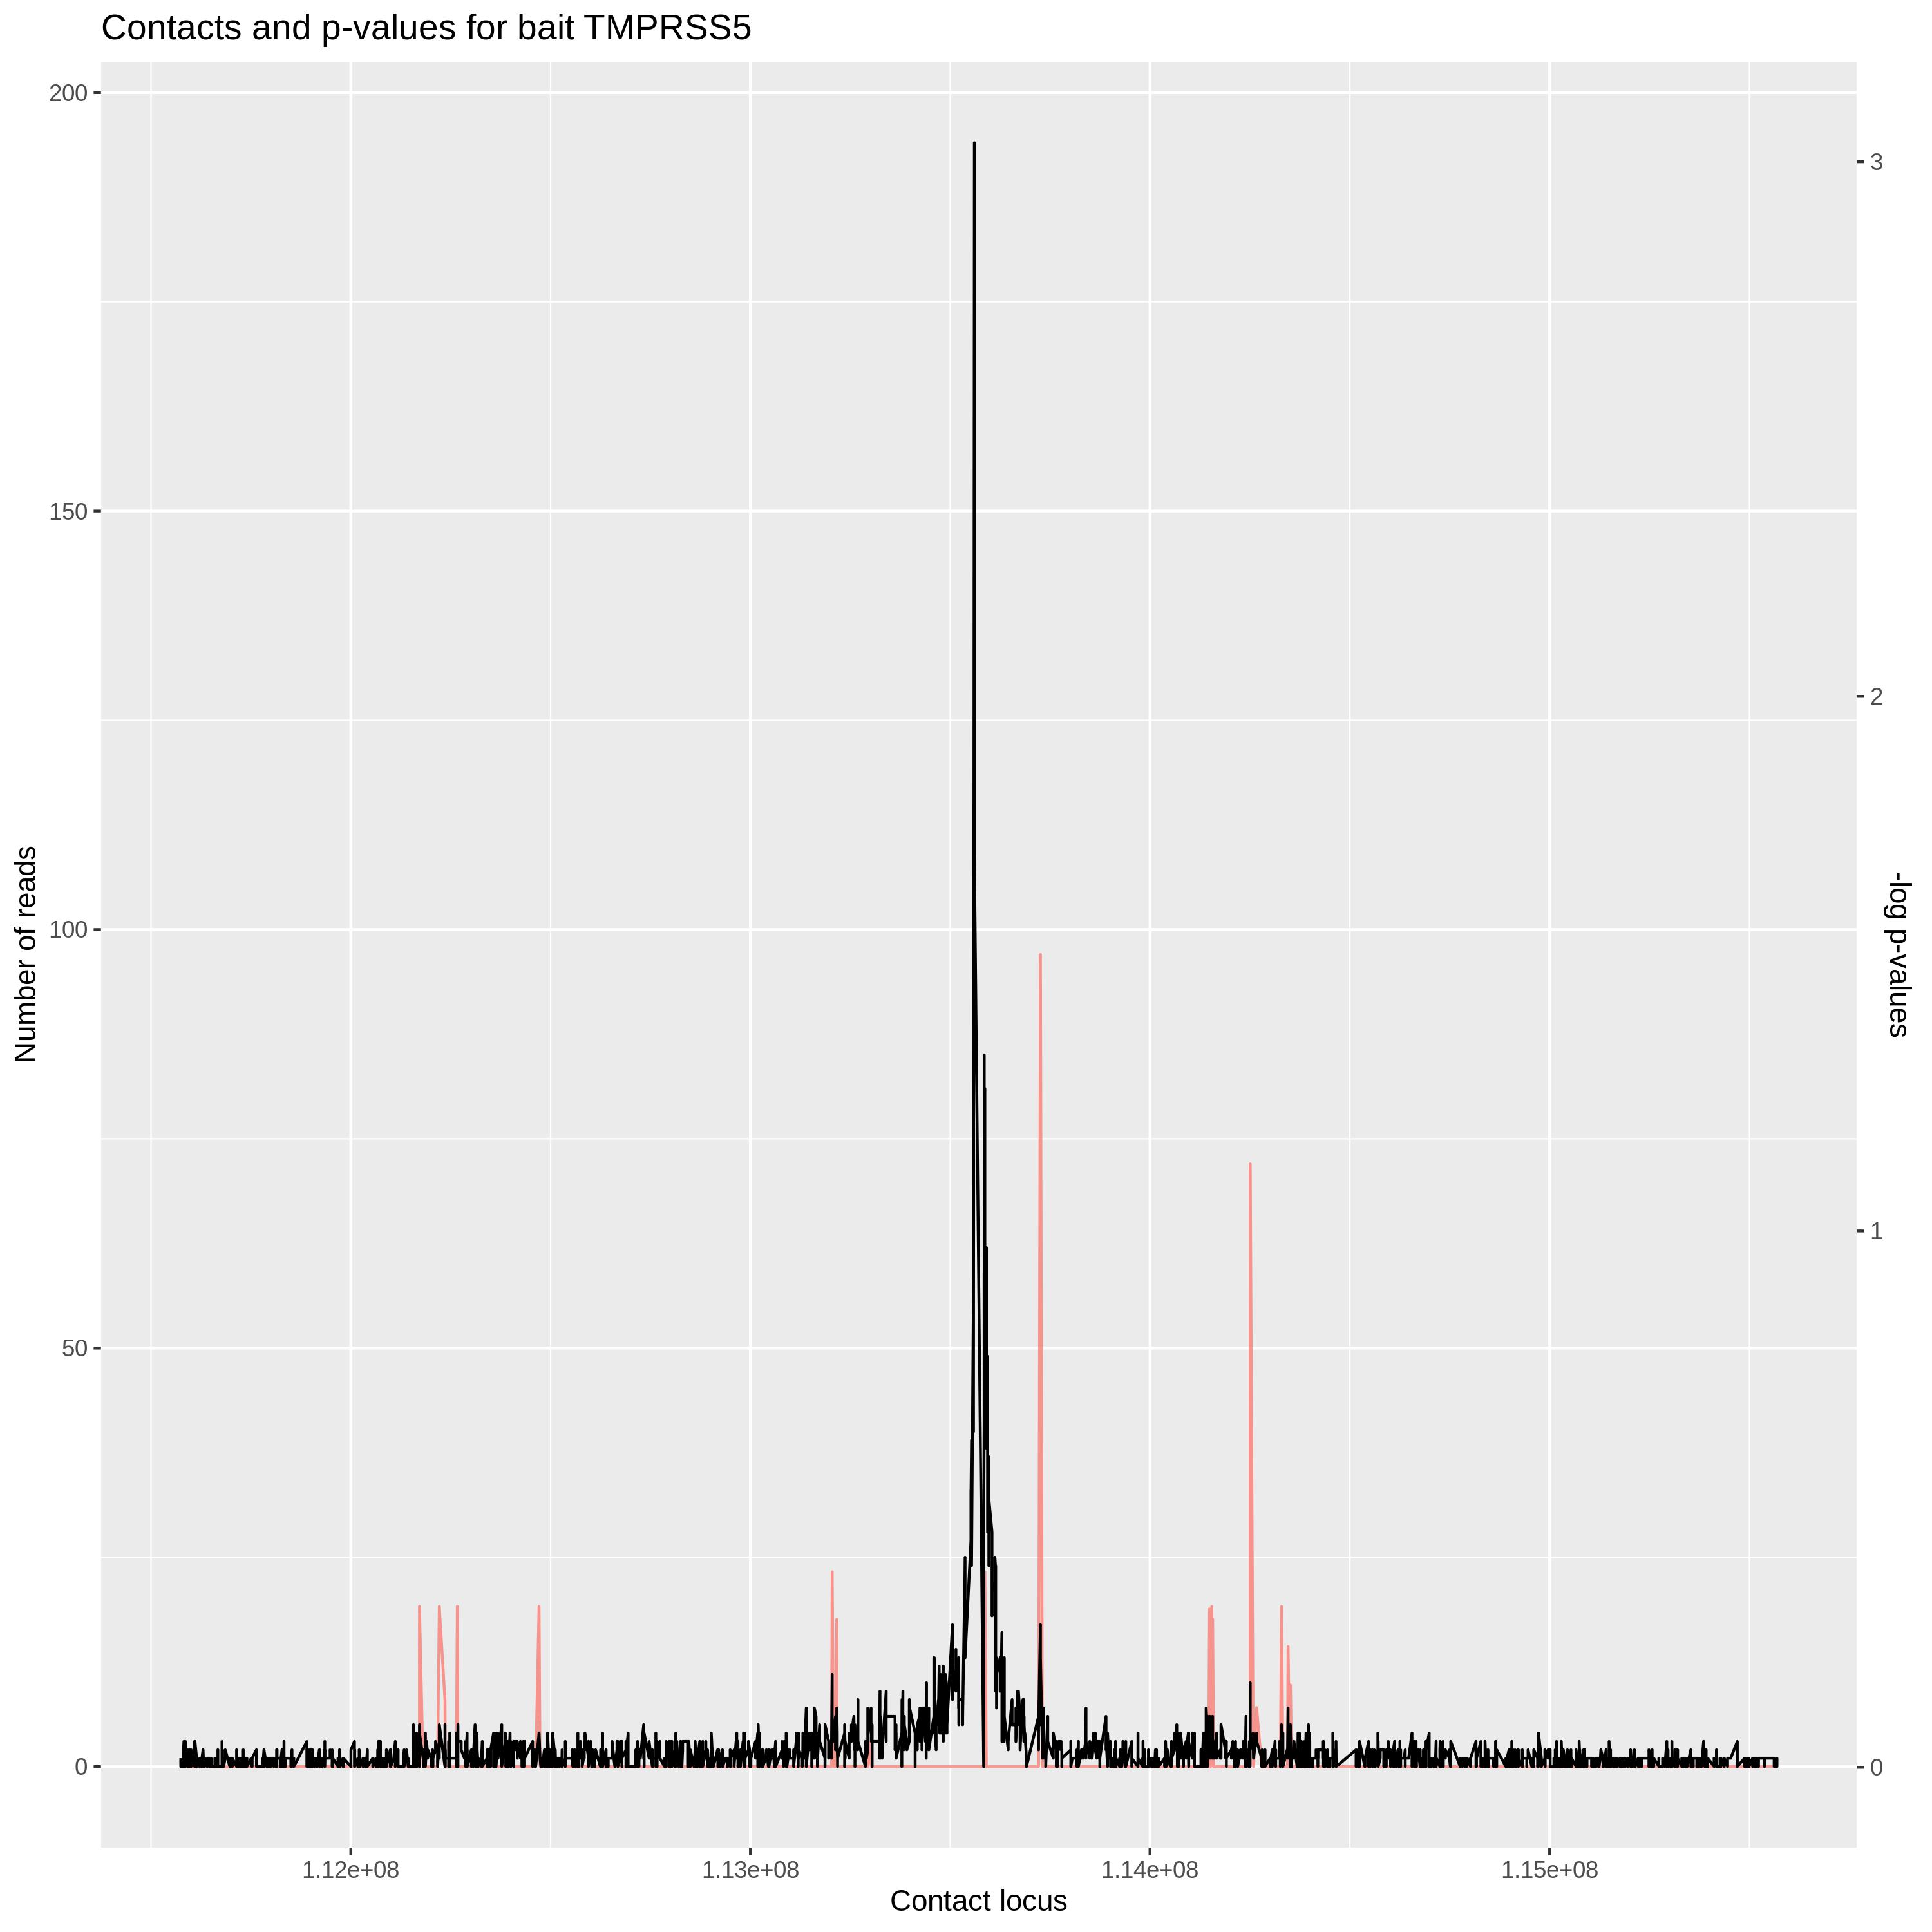 Contacts and p-values for bait TMPRSS5
200
150
100
50
0
Number of reads
3
2
1
0
-log p-values
1.12e+08
1.13e+08
1.14e+08
1.15e+08
Contact locus